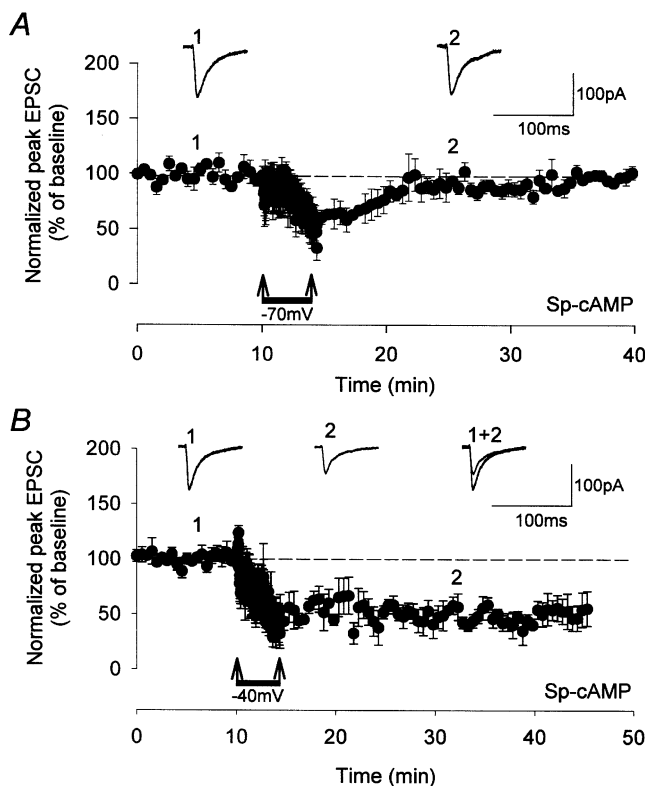 A
1
2
200
150
100
50
0
Normalized peak EPSC
(% of baseline)
1
2
100pA
100ms
-70mV
Sp-cAMP
0
10
20
30
40
Time (min)
B
1
2
1+2
200
150
100
50
0
Normalized peak EPSC
(% of baseline)
1
2
100pA
100ms
-40mV
Sp-cAMP
0
10
20
30
40
50
Time (min)